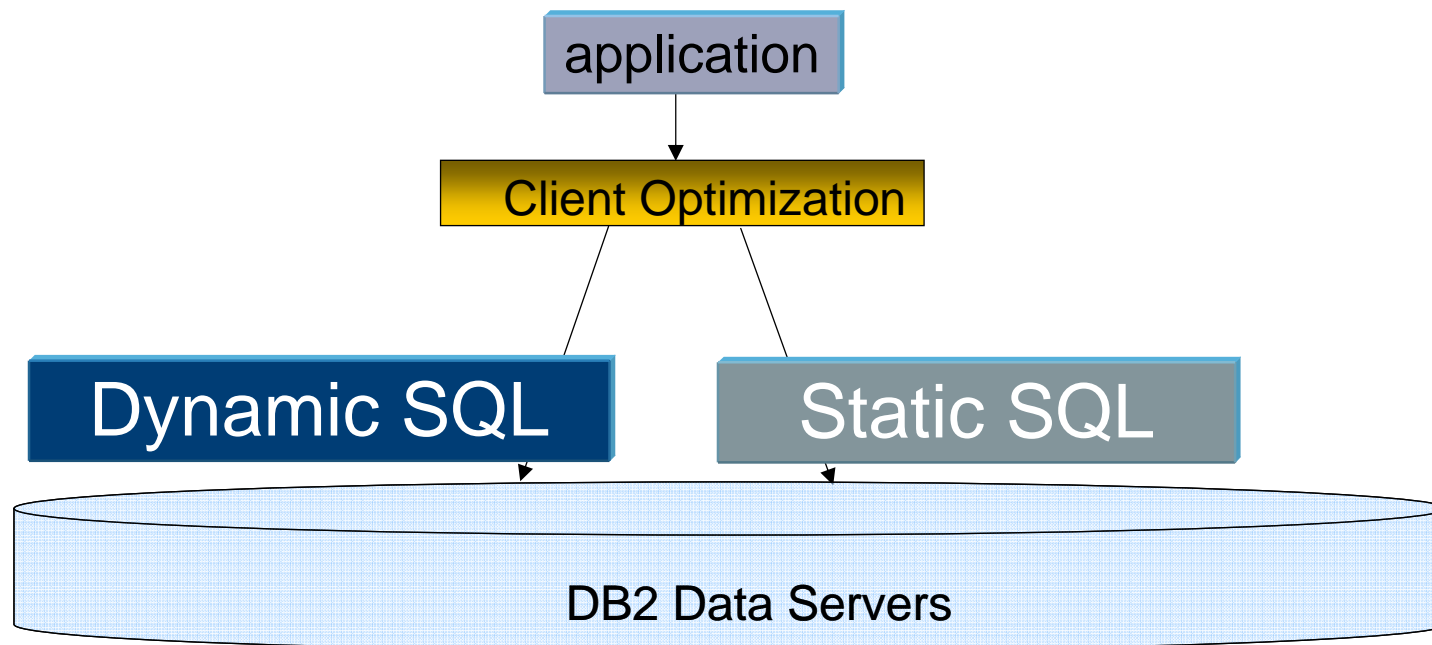 application
Client Optimization
Dynamic SQL
Static SQL
DB2 Data Servers